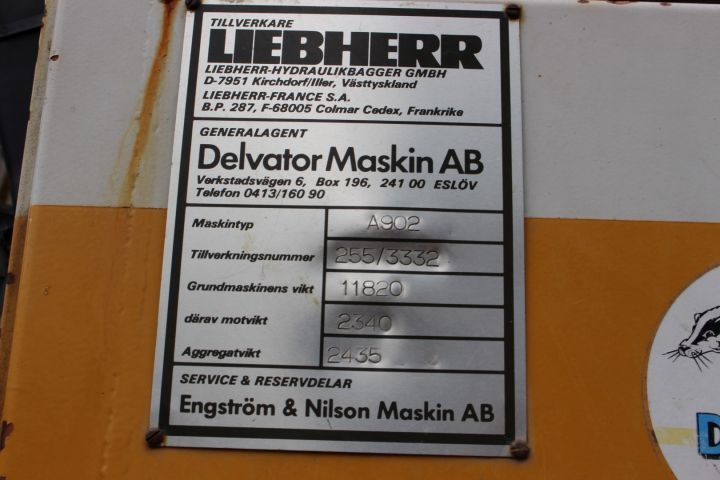 TILLVERKARE
LIEBHERR
LIEBHERR-HYDRAULIKBAGGER GMBH
D-7951 Kirchdorf/Iller, Västtyskland
LIEBHERR-FRANCE S.A.
B.P. 287, F-68005 Colmar Cedex, Frankrike
GENERALAGENT
Delvator Maskin AB
Verkstadsvägen 6, Box 196, 241 00 ESLÖV
Telefon 0413/160 90
Maskintyp A902
Tillverkningsnummer 255/3332
Grundmaskinens vikt 11820
därav motvikt 2340
Aggregatvikt 2435
SERVICE & RESERVDELAR
Engström & Nilson Maskin AB